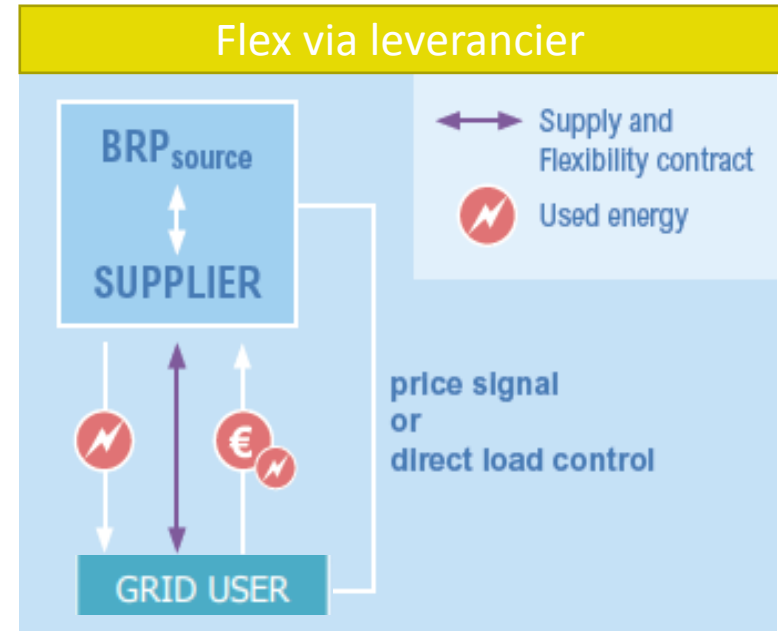 Flex via leverancier
BRPsource
SUPPLIER
Supply and
Flexibility contract
Used energy
price signal
or
direct load control
€
GRID USER